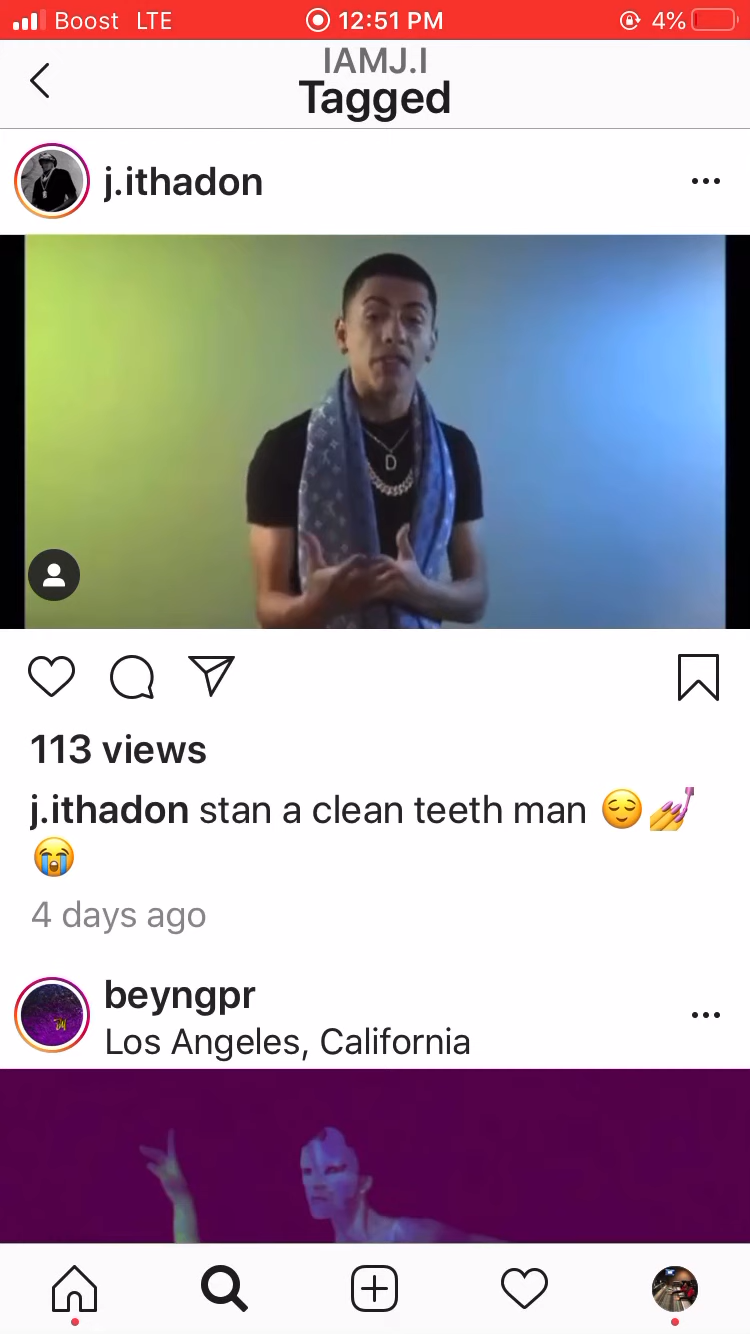 Boost LTE 12:51 PM 4%
IAMJ.I
Tagged
j.ithadon
D
113 views
j.ithadon stan a clean teeth man 😌💅
😭
4 days ago
beyngpr
Los Angeles, California